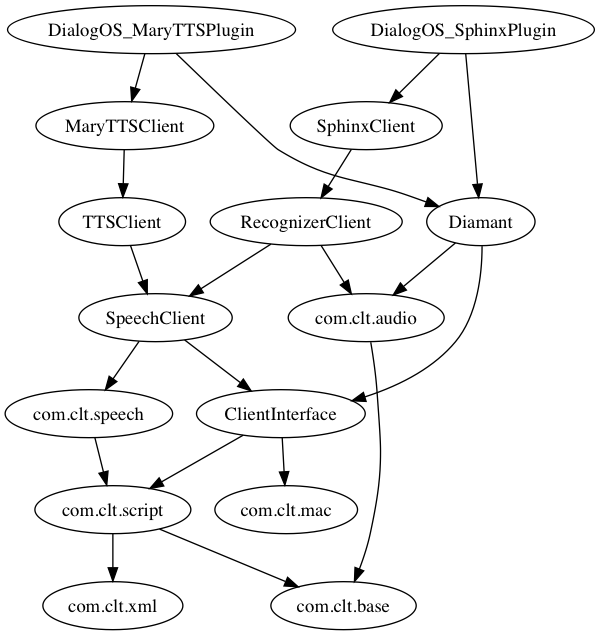 DialogOS_MaryTTSPlugin
DialogOS_SphinxPlugin
MaryTTSClient
SphinxClient
TTSClient
RecognizerClient
Diamant
SpeechClient
com.clt.audio
com.clt.speech
ClientInterface
com.clt.script
com.clt.mac
com.clt.xml
com.clt.base